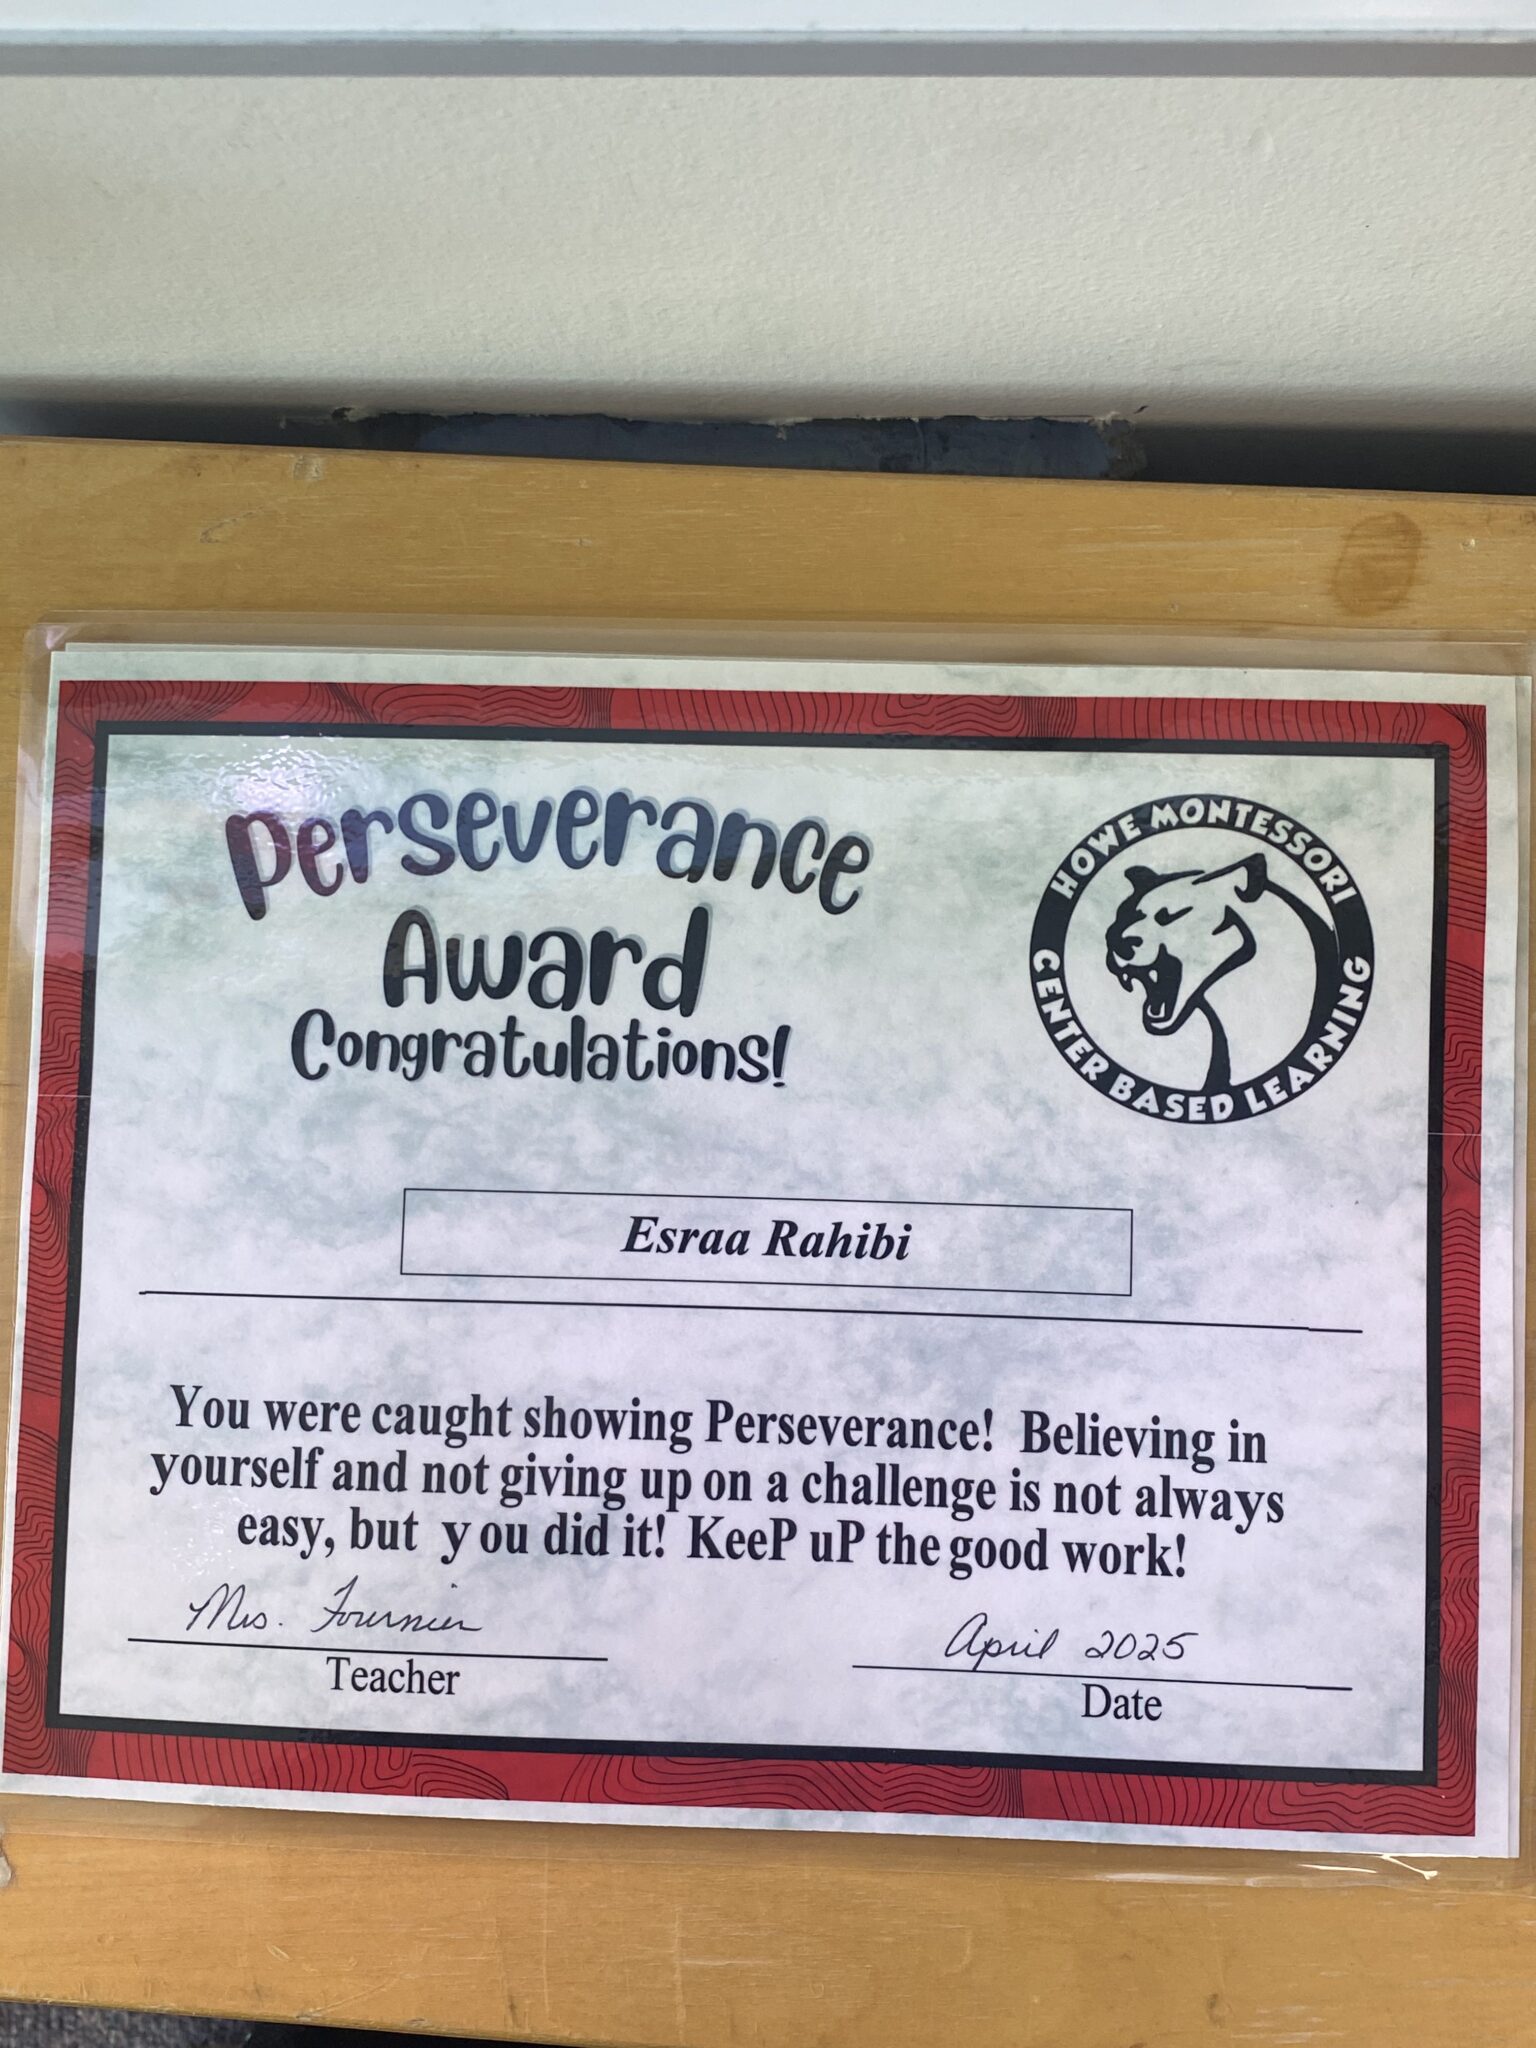 Perseverance
Award
Congratulations!
HOWE MONTESSORI
CENTER BASED LEARNING
Esraa Rahibi
You were caught showing Perseverance! Believing in
yourself and not giving up on a challenge is not always
easy, but y ou did it! KeeP uP the good work!
Mrs. Fournier
Teacher
April 2025
Date